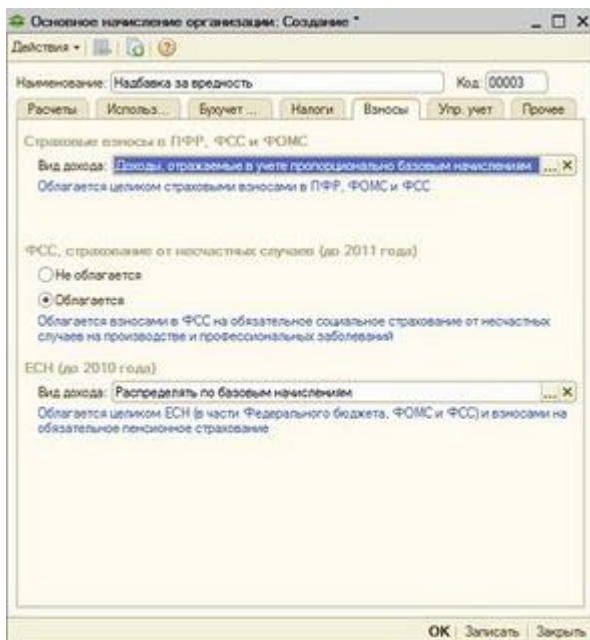 Основное начисление организации: Создание *
Действия
Наименование: Надбавка за вредность Код: 00003
Расчеты Использ... Бухучет ... Налоги Взносы Упр. учет Прочее
Страховые взносы в ПФР, ФСС и ФОМС
Вид дохода: Доходы, отражаемые в учете пропорционально базовым начислениям ... ×
Облагается целиком страховыми взносами в ПФР, ФОМС и ФСС
ФСС, страхование от несчастных случаев (до 2011 года)
Не облагается
Облагается
Облагается взносами в ФСС на обязательное социальное страхование от несчастных
случаев на производстве и профессиональных заболеваний
ЕСН (до 2010 года)
Вид дохода: Распределять по базовым начислениям ... ×
Облагается целиком ЕСН (в части Федерального бюджета, ФОМС и ФСС) и взносами на
обязательное пенсионное страхование
OK Записать Закрыть